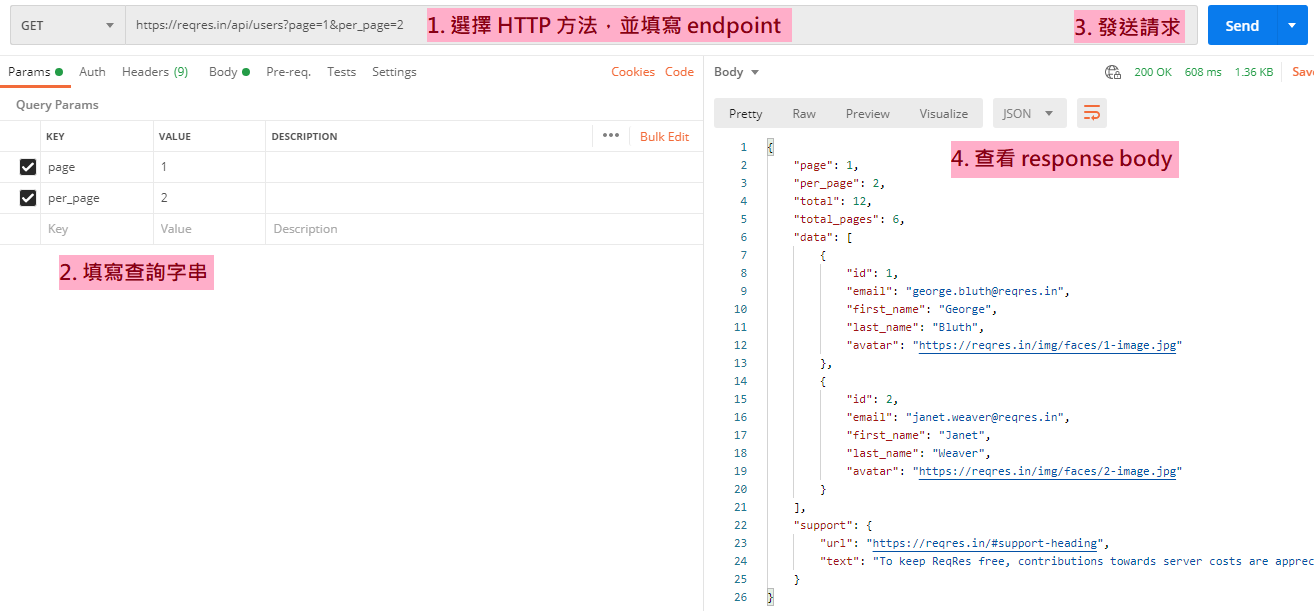 GET https://reqres.in/api/users?page=1&per_page=2 1. 選擇 HTTP 方法，並填寫 endpoint 3. 發送請求 Send
Params Auth Headers (9) Body Pre-req. Tests Settings Cookies Code
Query Params
KEY VALUE DESCRIPTION ••• Bulk Edit
page 1
per_page 2
Key Value Description
2. 填寫查詢字串
Body 200 OK 608 ms 1.36 KB Save
Pretty Raw Preview Visualize JSON
4. 查看 response body
1 {
2 "page": 1,
3 "per_page": 2,
4 "total": 12,
5 "total_pages": 6,
6 "data": [
7 {
8 "id": 1,
9 "email": "george.bluth@reqres.in",
10 "first_name": "George",
11 "last_name": "Bluth",
12 "avatar": "https://reqres.in/img/faces/1-image.jpg"
13 },
14 {
15 "id": 2,
16 "email": "janet.weaver@reqres.in",
17 "first_name": "Janet",
18 "last_name": "Weaver",
19 "avatar": "https://reqres.in/img/faces/2-image.jpg"
20 }
21 ],
22 "support": {
23 "url": "https://reqres.in/#support-heading",
24 "text": "To keep ReqRes free, contributions towards server costs are apprec
25 }
26 }